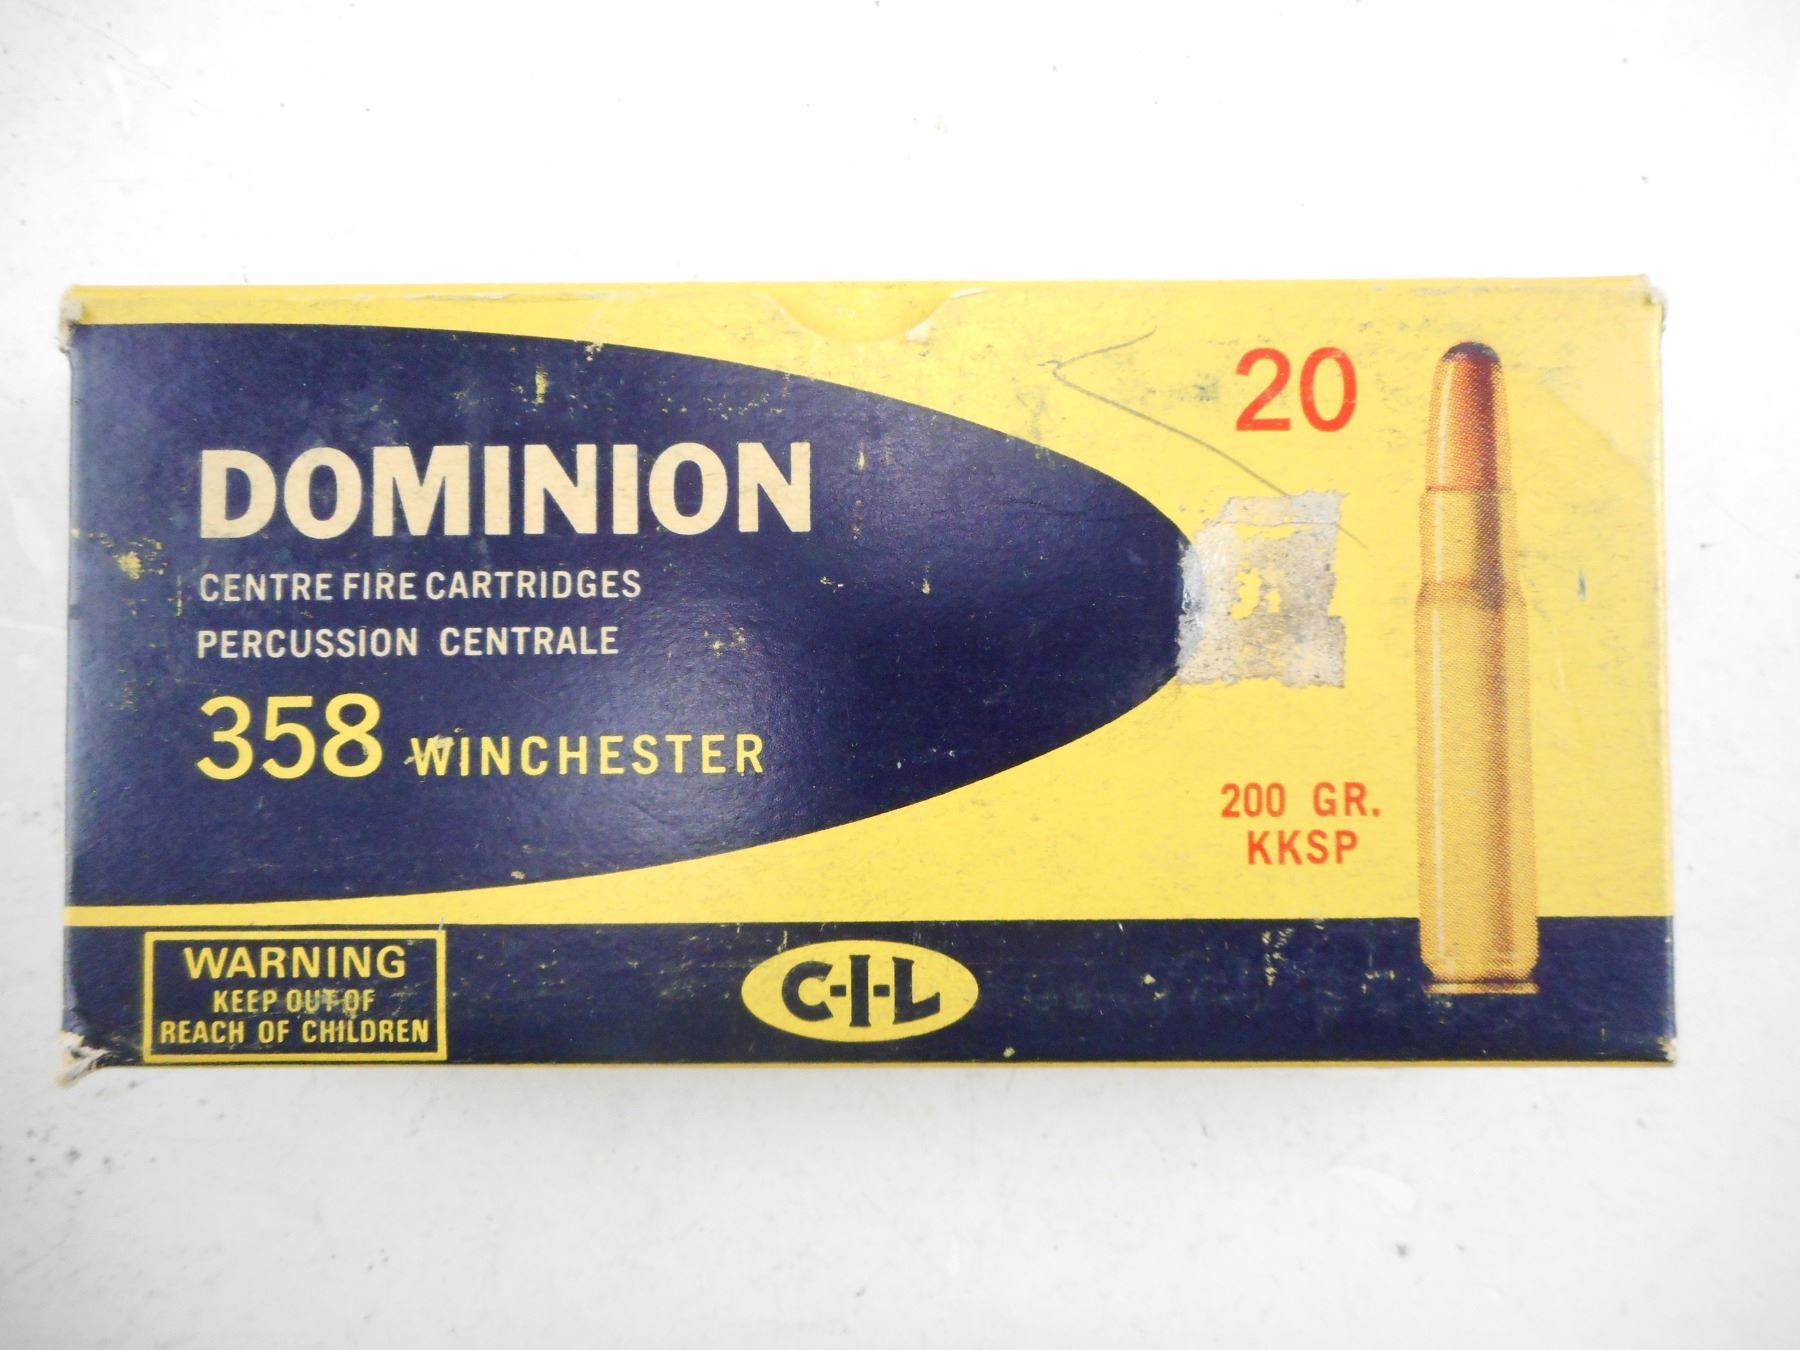 DOMINION
CENTRE FIRE CARTRIDGES
PERCUSSION CENTRALE
358 WINCHESTER
20
200 GR.
KKSP
WARNING
KEEP OUT OF
REACH OF CHILDREN
C-I-L